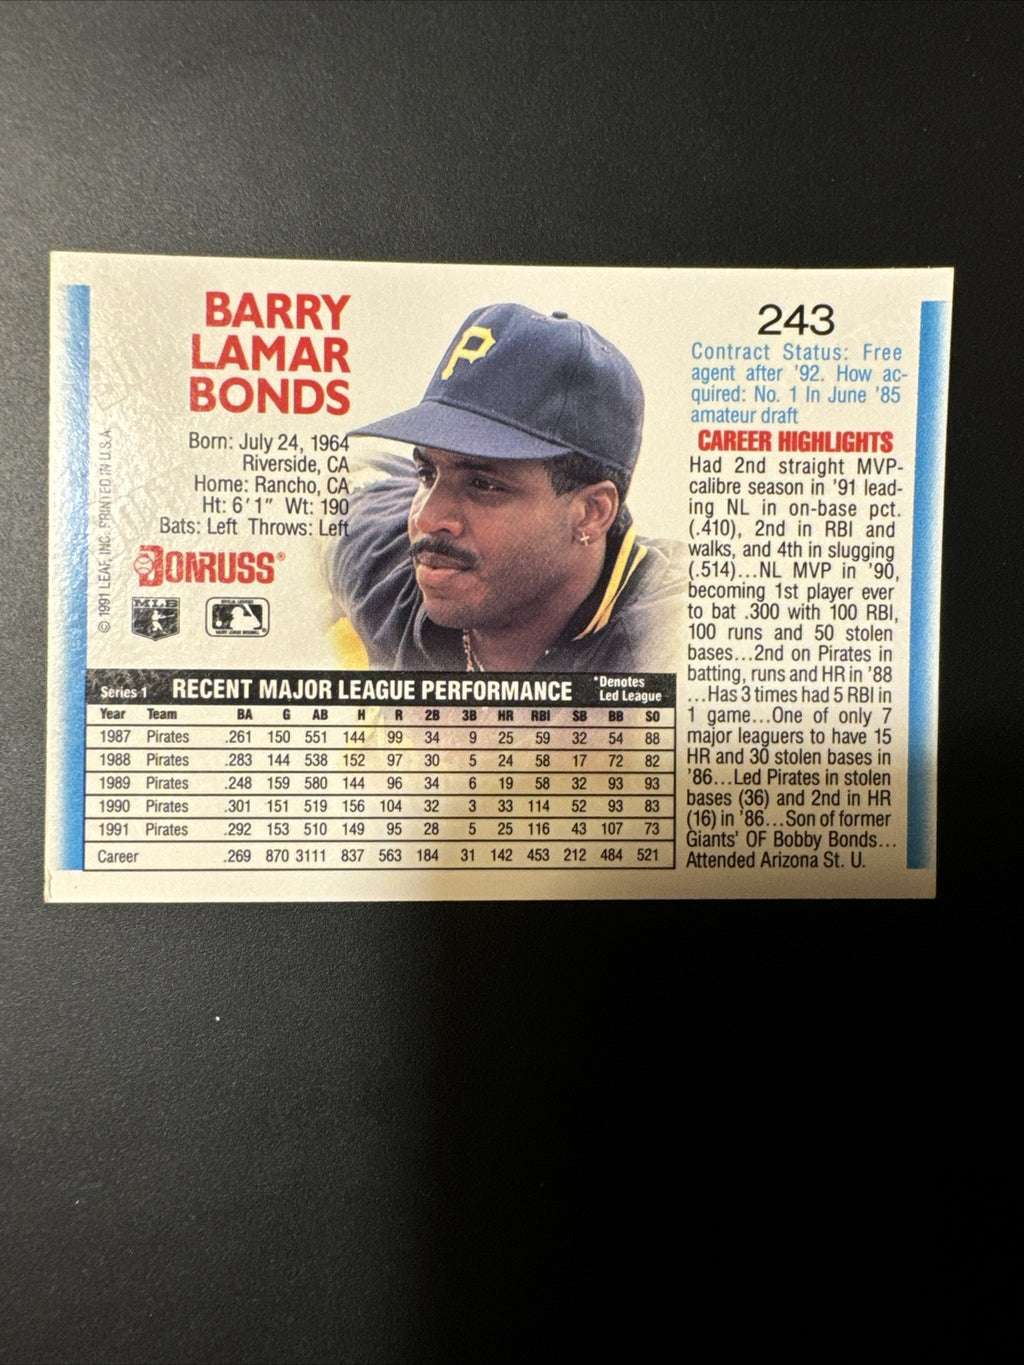 BARRY
LAMAR
BONDS
Born: July 24, 1964
Riverside, CA
Home: Rancho, CA
Ht: 6'1" Wt: 190
Bats: Left Throws: Left
DONRUSS®
MLB
© 1991 LEAF, INC. PRINTED IN U.S.A.
P
243
Contract Status: Free
agent after '92. How ac-
quired: No. 1 In June '85
amateur draft
CAREER HIGHLIGHTS
Had 2nd straight MVP-
calibre season in '91 lead-
ing NL in on-base pct.
(.410), 2nd in RBI and
walks, and 4th in slugging
(.514)...NL MVP in '90,
becoming 1st player ever
to bat .300 with 100 RBI,
100 runs and 50 stolen
bases...2nd on Pirates in
batting, runs and HR in '88
...Has 3 times had 5 RBI in
1 game...One of only 7
major leaguers to have 15
HR and 30 stolen bases in
'86...Led Pirates in stolen
bases (36) and 2nd in HR
(16) in '86...Son of former
Giants' OF Bobby Bonds...
Attended Arizona St. U.
Series 1 RECENT MAJOR LEAGUE PERFORMANCE *Denotes
Led League
Year Team BA G AB H R 2B 3B HR RBI SB BB SO
1987 Pirates .261 150 551 144 99 34 9 25 59 32 54 88
1988 Pirates .283 144 538 152 97 30 5 24 58 17 72 82
1989 Pirates .248 159 580 144 96 34 6 19 58 32 93 93
1990 Pirates .301 151 519 156 104 32 3 33 114 52 93 83
1991 Pirates .292 153 510 149 95 28 5 25 116 43 107 73
Career .269 870 3111 837 563 184 31 142 453 212 484 521